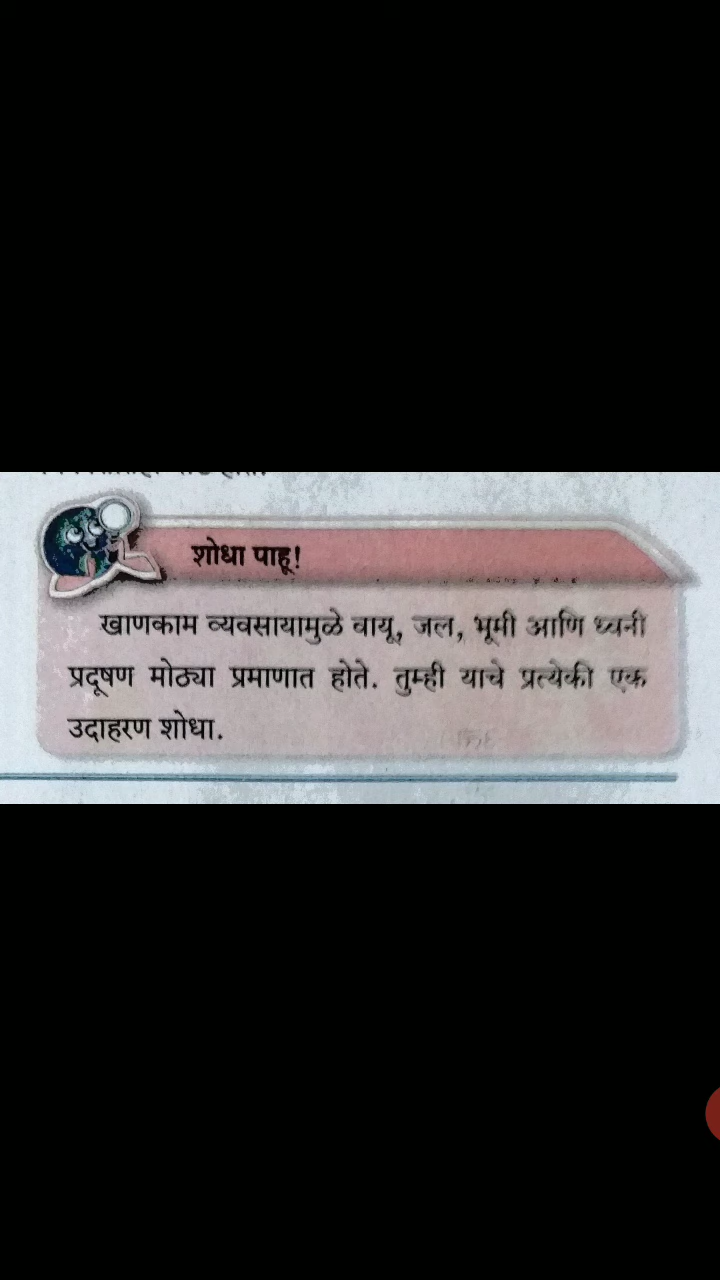 शोधा पाहू!
खाणकाम व्यवसायामुळे वायू, जल, भूमी आणि ध्वनी
प्रदूषण मोठ्या प्रमाणात होते. तुम्ही याचे प्रत्येकी एक
उदाहरण शोधा.